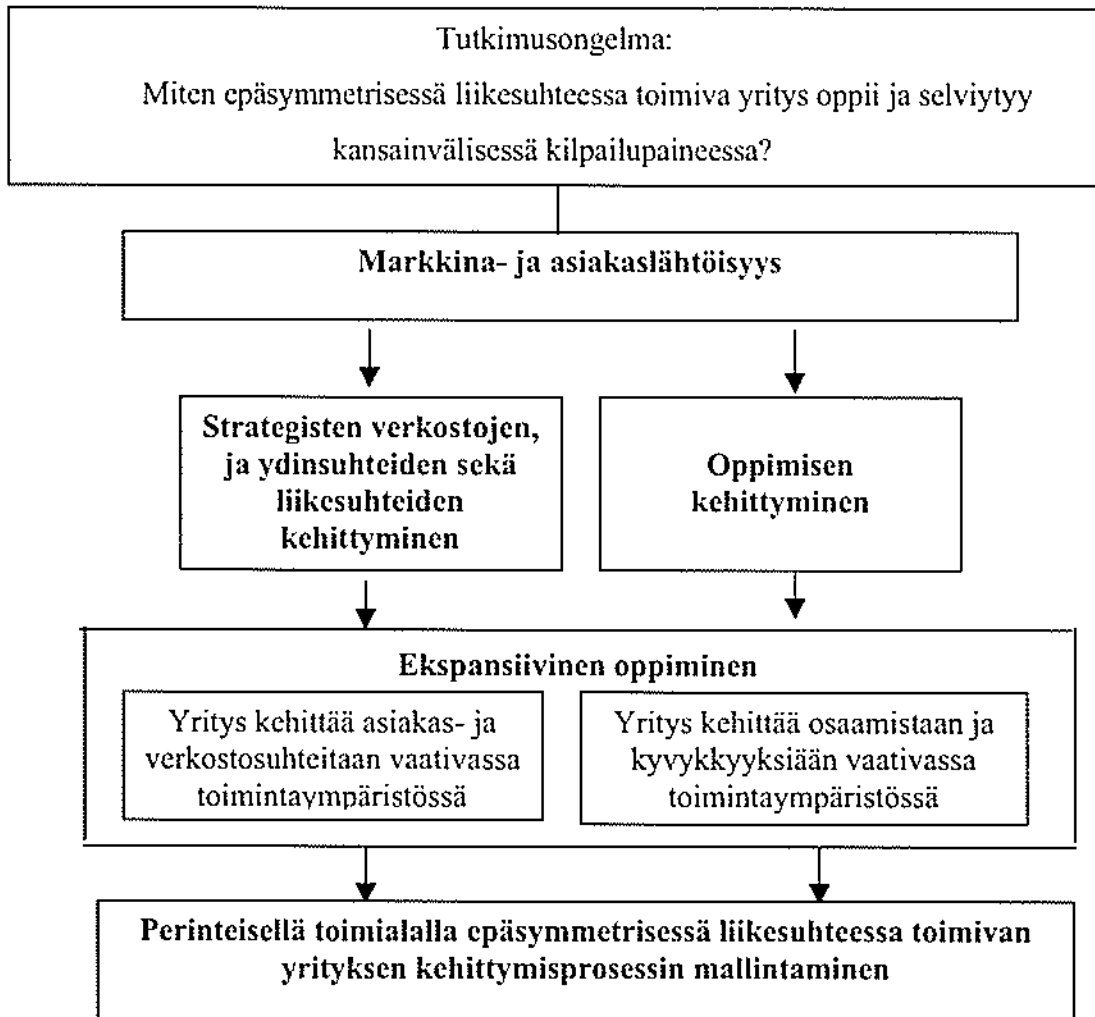 Tutkimusongelma:
Miten epäsymmetrisessä liikesuhteessa toimiva yritys oppii ja selviytyy
kansainvälisessä kilpailupaineessa?
Markkina- ja asiakaslähtöisyys
Strategisten verkostojen,
ja ydinsuhteiden sekä
liikesuhteiden
kehittyminen
Oppimisen
kehittyminen
Ekspansiivinen oppiminen
Yritys kehittää asiakas- ja
verkostosuhteitaan vaativassa
toimintaympäristössä
Yritys kehittää osaamistaan ja
kyvykkyyksiään vaativassa
toimintaympäristössä
Perinteisellä toimialalla epäsymmetrisessä liikesuhteessa toimivan
yrityksen kehittymisprosessin mallintaminen